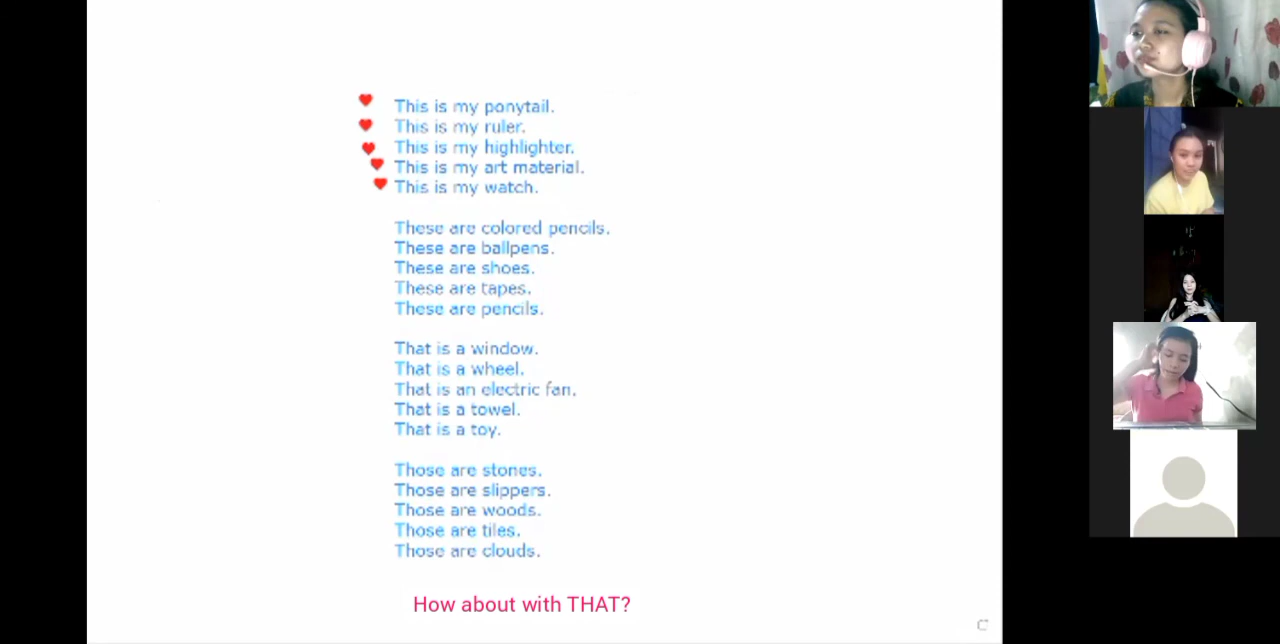 This is my ponytail.
This is my ruler.
This is my highlighter.
This is my art material.
This is my watch.
These are colored pencils.
These are ballpens.
These are shoes.
These are tapes.
These are pencils.
That is a window.
That is a wheel.
That is an electric fan.
That is a towel.
That is a toy.
Those are stones.
Those are slippers.
Those are woods.
Those are tiles.
Those are clouds.
How about with THAT?